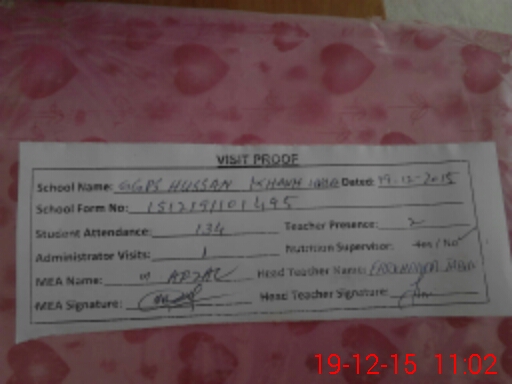 VISIT PROOF
School Name: GGPS HUSSAN KHANH Dated: 19-12-2015
School Form No: 1512191101495
Student Attendance: 134 Teacher Presence: 2
Administrator Visits: 1 Nutrition Supervisor: Yes / No
MEA Name: M AFZAL Head Teacher Name:
MEA Signature: Head Teacher Signature:
19-12-15 11:02